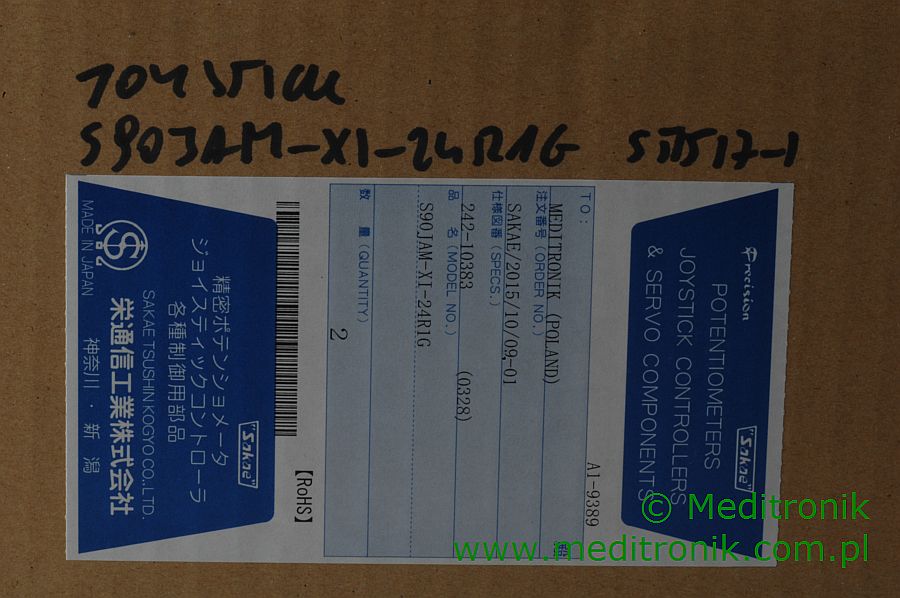 JOYSTICK
S90JAM-XI-24R1G
Precision
POTENTIOMETERS
JOYSTICK CONTROLLERS
& SERVO COMPONENTS
"Sakae"
A1-9389
TO:
MEDITRONIK (POLAND)
注文番号 (ORDER NO.)
SAKAE/2015/10/09-01
仕様図番 (SPECS.)
242-10383 (0328)
品 名 (MODEL NO.)
S90JAM-XI-24R1G
数 量 (QUANTITY)
2
【RoHS】
"Sakae"
精密ポテンショメータ
ジョイスティックコントローラ
各種制御用部品
SAKAE TSUSHIN KOGYO CO.,LTD.
栄通信工業株式会社
MADE IN JAPAN 神奈川・新潟
© Meditronik
www.meditronik.com.pl